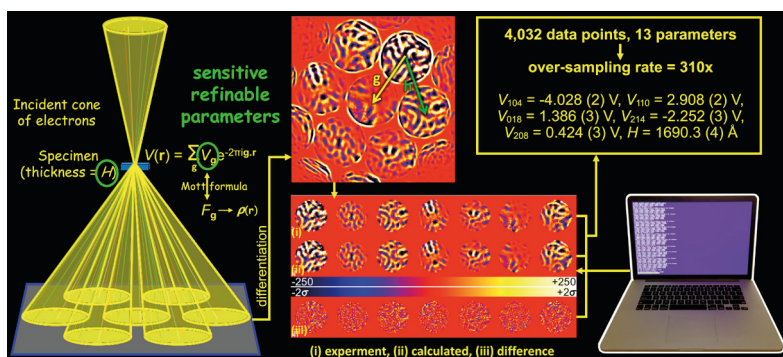 Incident cone
of electrons
Specimen
(thickness = H)
sensitive
refinable
parameters
V(r) = ∑ Vg e-2πig.r
g
Mott formula
Fg → ρ(r)
differentiation
g
h
4,032 data points, 13 parameters
over-sampling rate = 310x
V104 = -4.028 (2) V, V110 = 2.908 (2) V,
V018 = 1.386 (3) V, V214 = -2.252 (3) V,
V208 = 0.424 (3) V, H = 1690.3 (4) Å
(i)
(ii)
-250 +250
-2σ +2σ
(iii)
(i) experment, (ii) calculated, (iii) difference